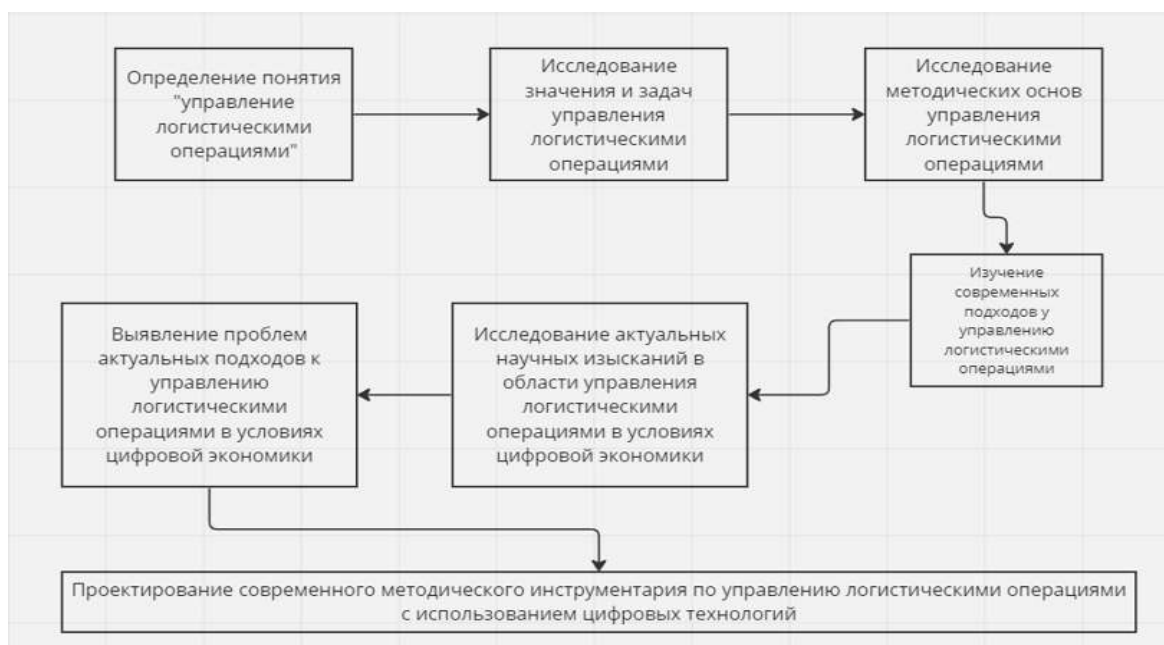 Определение понятия
"управление
логистическими
операциями"
Исследование
значения и задач
управления
логистическими
операциями
Исследование
методических основ
управления
логистическими
операциями
Изучение
современных
подходов у
управлению
логистическими
операциями
Исследование актуальных
научных изысканий в
области управления
логистическими
операциями в условиях
цифровой экономики
Выявление проблем
актуальных подходов к
управлению
логистическими
операциями в условиях
цифровой экономики
Проектирование современного методического инструментария по управлению логистическими операциями
с использованием цифровых технологий